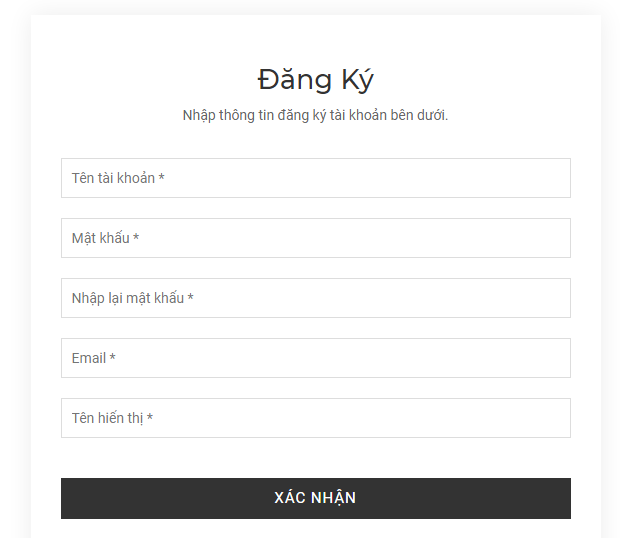 Đăng Ký
Nhập thông tin đăng ký tài khoản bên dưới.
Tên tài khoản *
Mật khẩu *
Nhập lại mật khẩu *
Email *
Tên hiển thị *
XÁC NHẬN